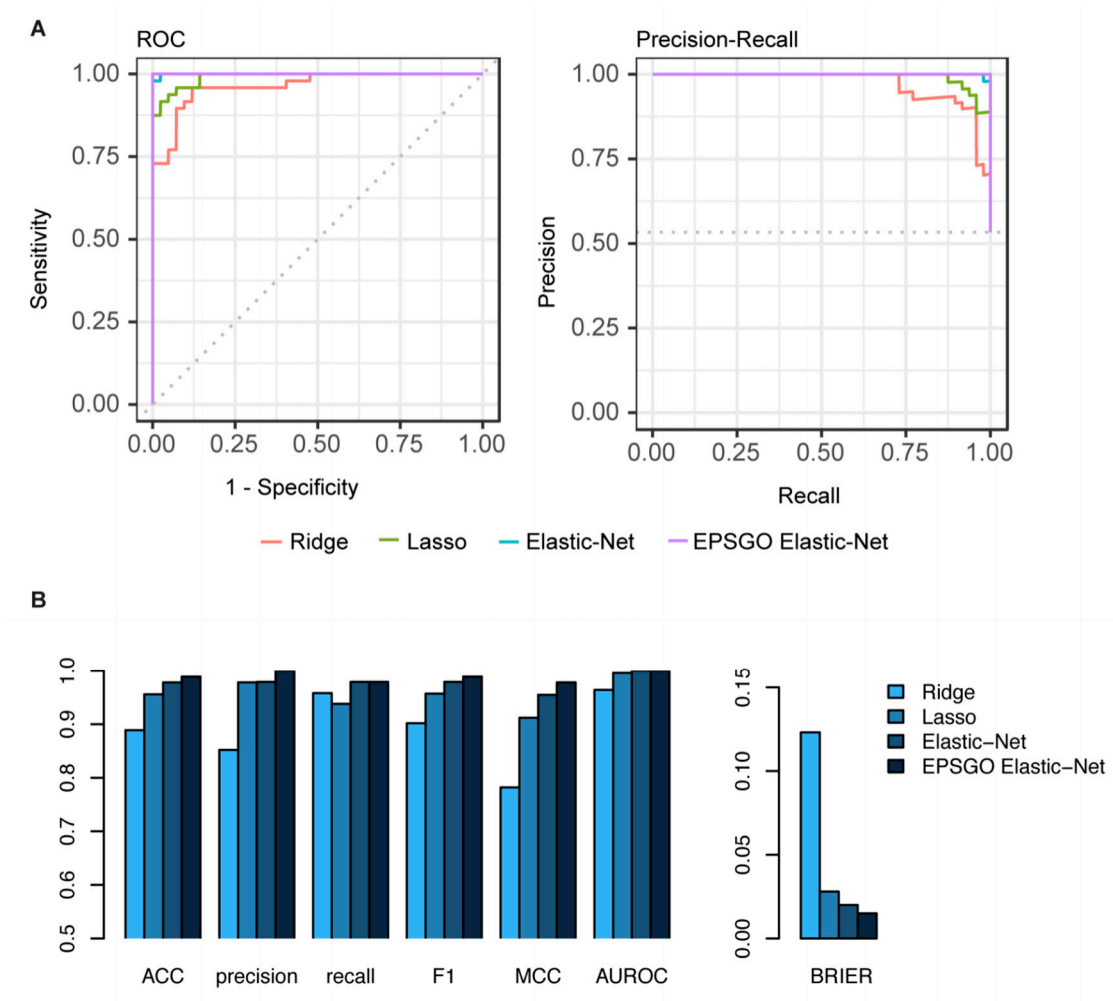 A
ROC
Precision-Recall
1.00
0.75
0.50
0.25
0.00
Sensitivity
0.00 0.25 0.50 0.75 1.00
1 - Specificity
1.00
0.75
0.50
0.25
0.00
Precision
0.00 0.25 0.50 0.75 1.00
Recall
Ridge Lasso Elastic-Net EPSGO Elastic-Net
B
1.0
0.9
0.8
0.7
0.6
0.5
ACC precision recall F1 MCC AUROC
0.15
0.10
0.05
0.00
BRIER
Ridge
Lasso
Elastic−Net
EPSGO Elastic−Net